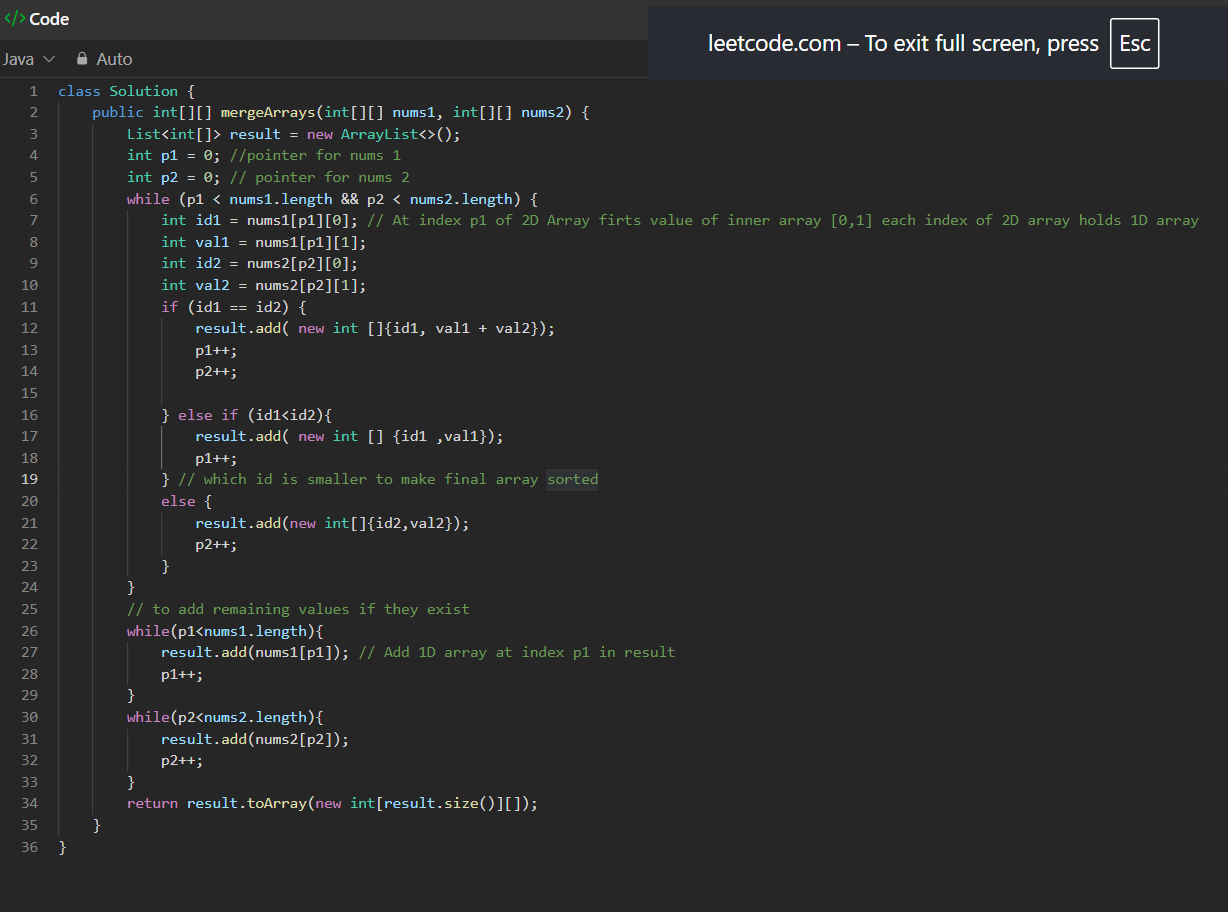 </> Code
leetcode.com – To exit full screen, press Esc
Java Auto
1 class Solution {
2 public int[][] mergeArrays(int[][] nums1, int[][] nums2) {
3 List<int[]> result = new ArrayList<>();
4 int p1 = 0; //pointer for nums 1
5 int p2 = 0; // pointer for nums 2
6 while (p1 < nums1.length && p2 < nums2.length) {
7 int id1 = nums1[p1][0]; // At index p1 of 2D Array firts value of inner array [0,1] each index of 2D array holds 1D array
8 int val1 = nums1[p1][1];
9 int id2 = nums2[p2][0];
10 int val2 = nums2[p2][1];
11 if (id1 == id2) {
12 result.add( new int []{id1, val1 + val2});
13 p1++;
14 p2++;
15
16 } else if (id1<id2){
17 result.add( new int [] {id1 ,val1});
18 p1++;
19 } // which id is smaller to make final array sorted
20 else {
21 result.add(new int[]{id2,val2});
22 p2++;
23 }
24 }
25 // to add remaining values if they exist
26 while(p1<nums1.length){
27 result.add(nums1[p1]); // Add 1D array at index p1 in result
28 p1++;
29 }
30 while(p2<nums2.length){
31 result.add(nums2[p2]);
32 p2++;
33 }
34 return result.toArray(new int[result.size()][]);
35 }
36 }